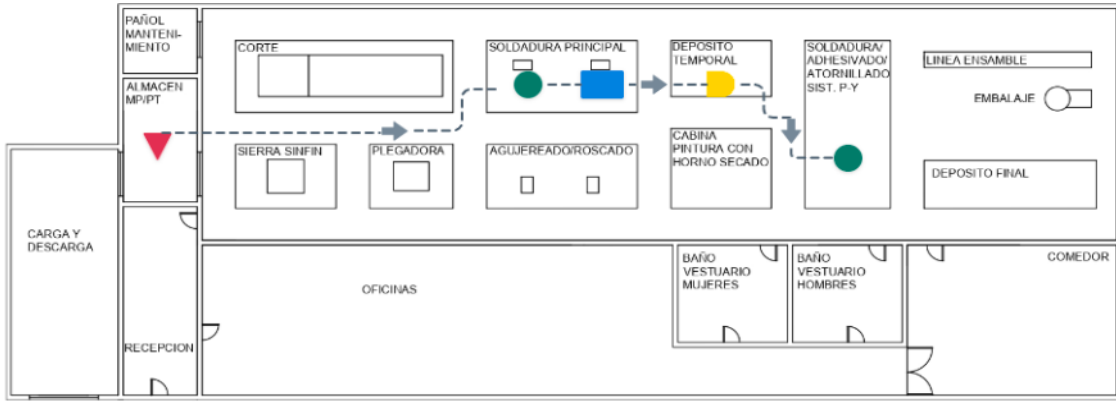 PAÑOL
MANTENI-
MIENTO
ALMACEN
MP/PT
CORTE
SOLDADURA PRINCIPAL
DEPOSITO
TEMPORAL
SOLDADURA/
ADHESIVADO/
ATORNILLADO
SIST. P-Y
LINEA ENSAMBLE
EMBALAJE
SIERRA SINFIN
PLEGADORA
AGUJEREADO/ROSCADO
CABINA
PINTURA CON
HORNO SECADO
DEPOSITO FINAL
CARGA Y
DESCARGA
RECEPCION
OFICINAS
BAÑO
VESTUARIO
MUJERES
BAÑO
VESTUARIO
HOMBRES
COMEDOR